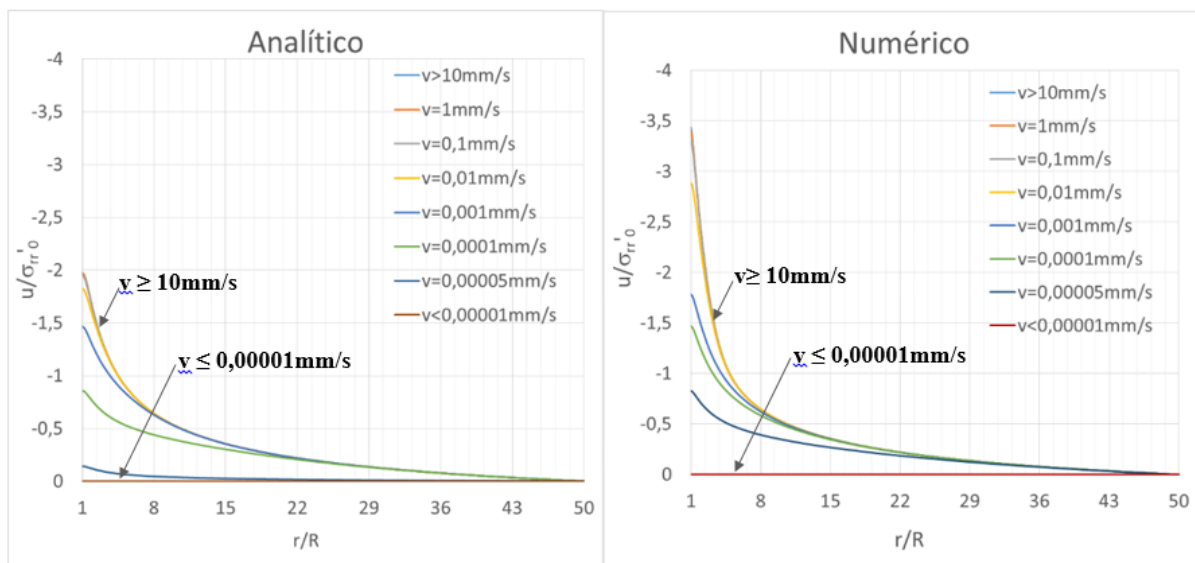 Analítico
-4
-3,5
-3
-2,5
-2
-1,5
-1
-0,5
0
u/σrr'0
v>10mm/s
v=1mm/s
v=0,1mm/s
v=0,01mm/s
v=0,001mm/s
v=0,0001mm/s
v=0,00005mm/s
v<0,00001mm/s
v ≥ 10mm/s
v ≤ 0,00001mm/s
1 8 15 22 29 36 43 50
r/R
Numérico
-4
-3,5
-3
-2,5
-2
-1,5
-1
-0,5
0
u/σrr'0
v>10mm/s
v=1mm/s
v=0,1mm/s
v=0,01mm/s
v=0,001mm/s
v=0,0001mm/s
v=0,00005mm/s
v<0,00001mm/s
v≥ 10mm/s
v ≤ 0,00001mm/s
1 8 15 22 29 36 43 50
r/R